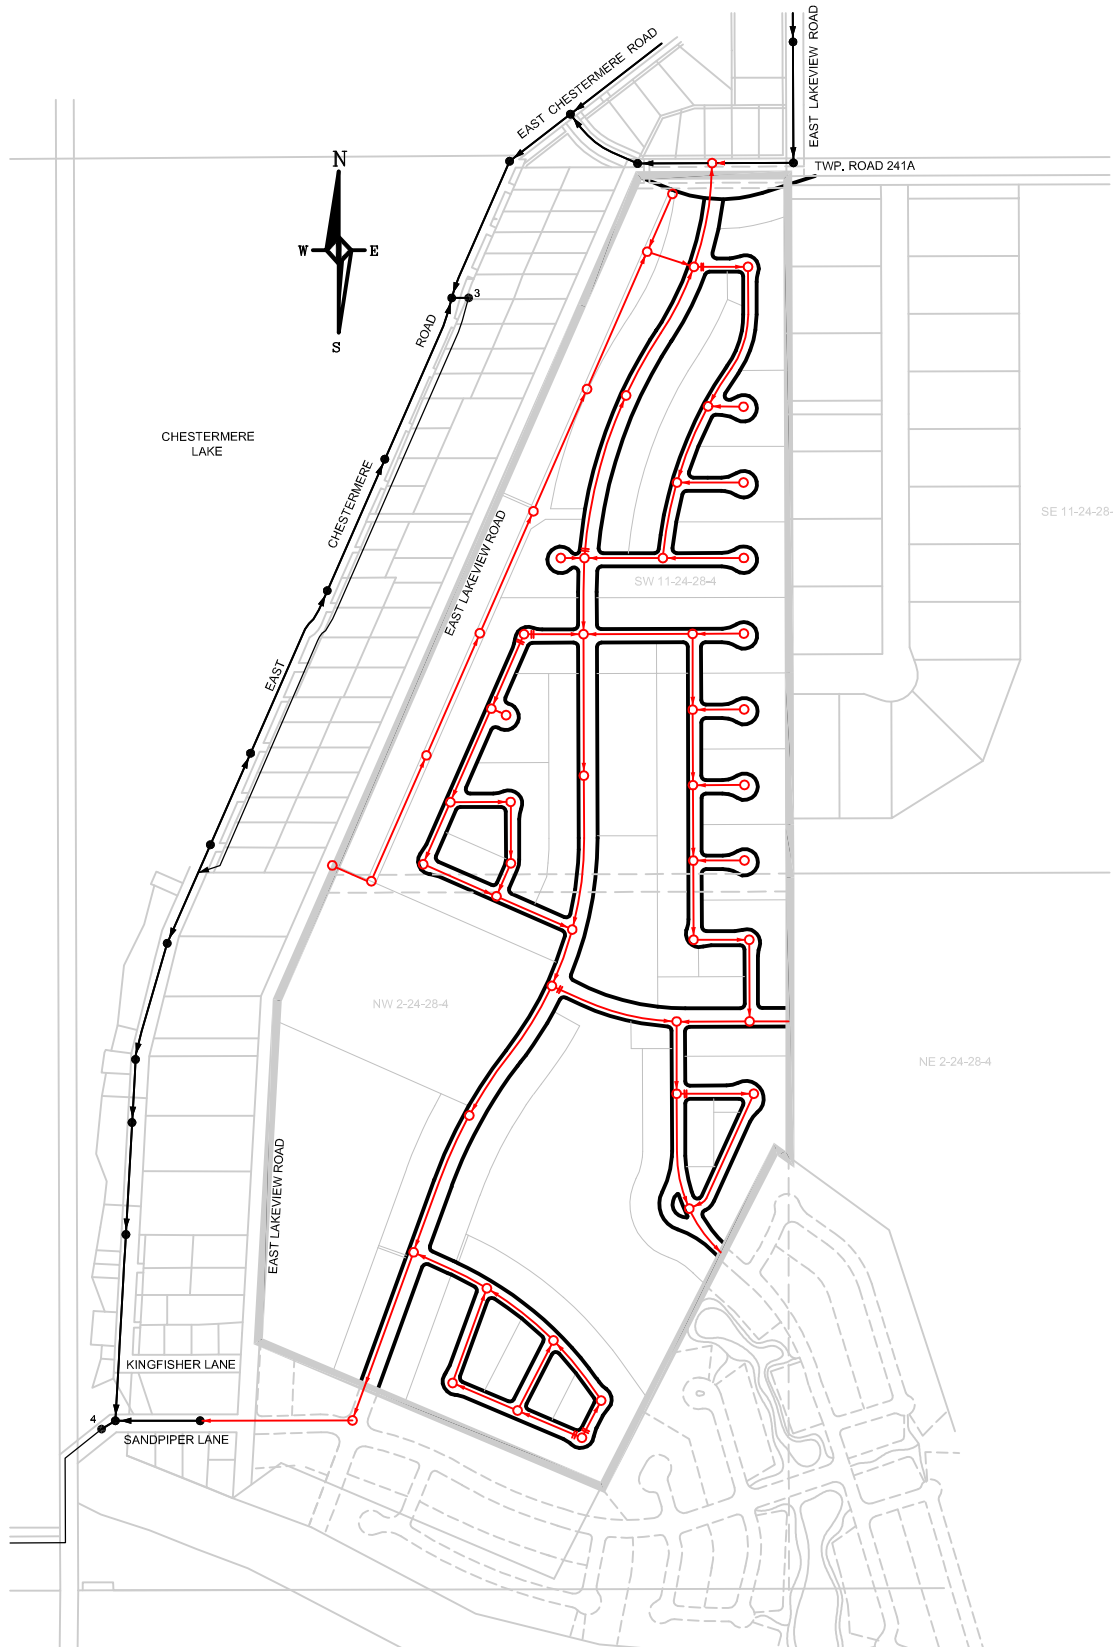 EAST CHESTERMERE ROAD
EAST LAKEVIEW ROAD
TWP. ROAD 241A
N
W E
S
3
ROAD
CHESTERMERE
LAKE
CHESTERMERE
SE 11-24-28-
EAST LAKEVIEW ROAD
SW 11-24-28-4
EAST
NW 2-24-28-4
NE 2-24-28-4
EAST LAKEVIEW ROAD
KINGFISHER LANE
4
SANDPIPER LANE